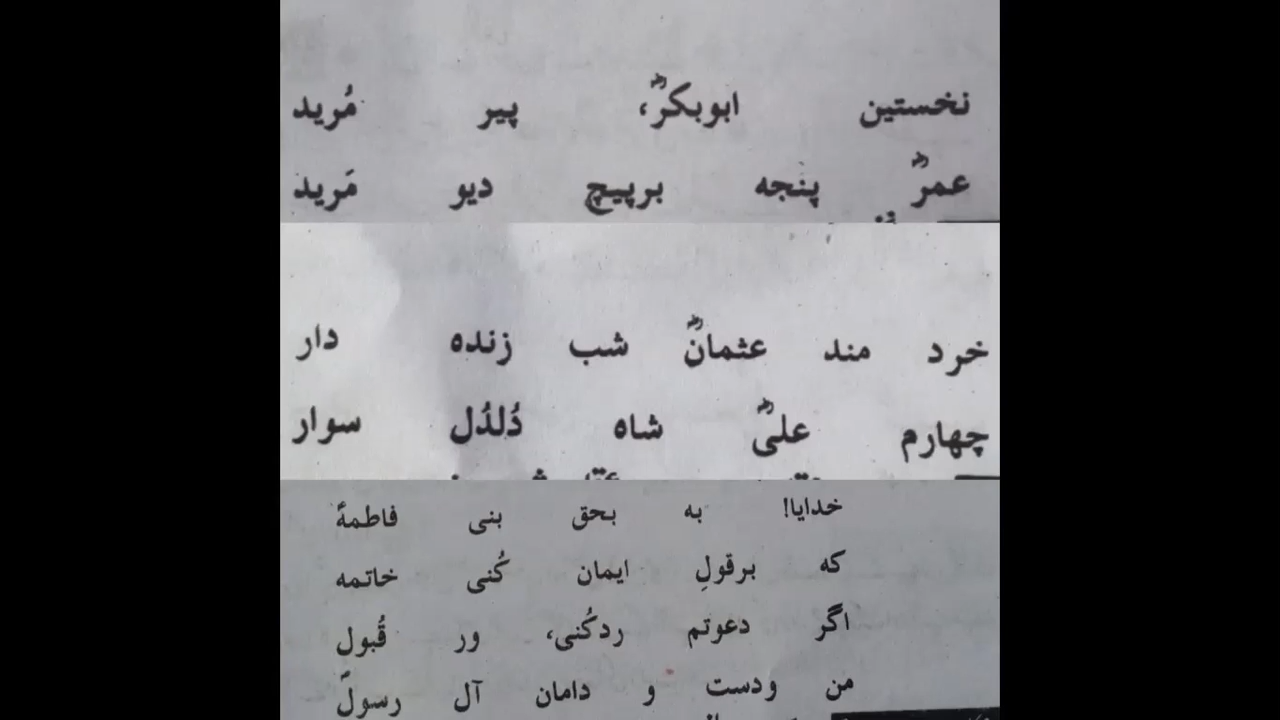 نخستین ابوبکرؓ، پیر مُرید
عمرؓ پنجه برپیچ دیو مَرید
خرد مند عثمانؓ شب زنده دار
چهارم علیؓ شاه دُلدُل سوار
خدایا! به بحق بنی فاطمهؑ
که برقولِ ایمان کُنی خاتمه
اگر دعوتم ردکُنی، ور قُبول
من ودست و دامان آل رسولؐ